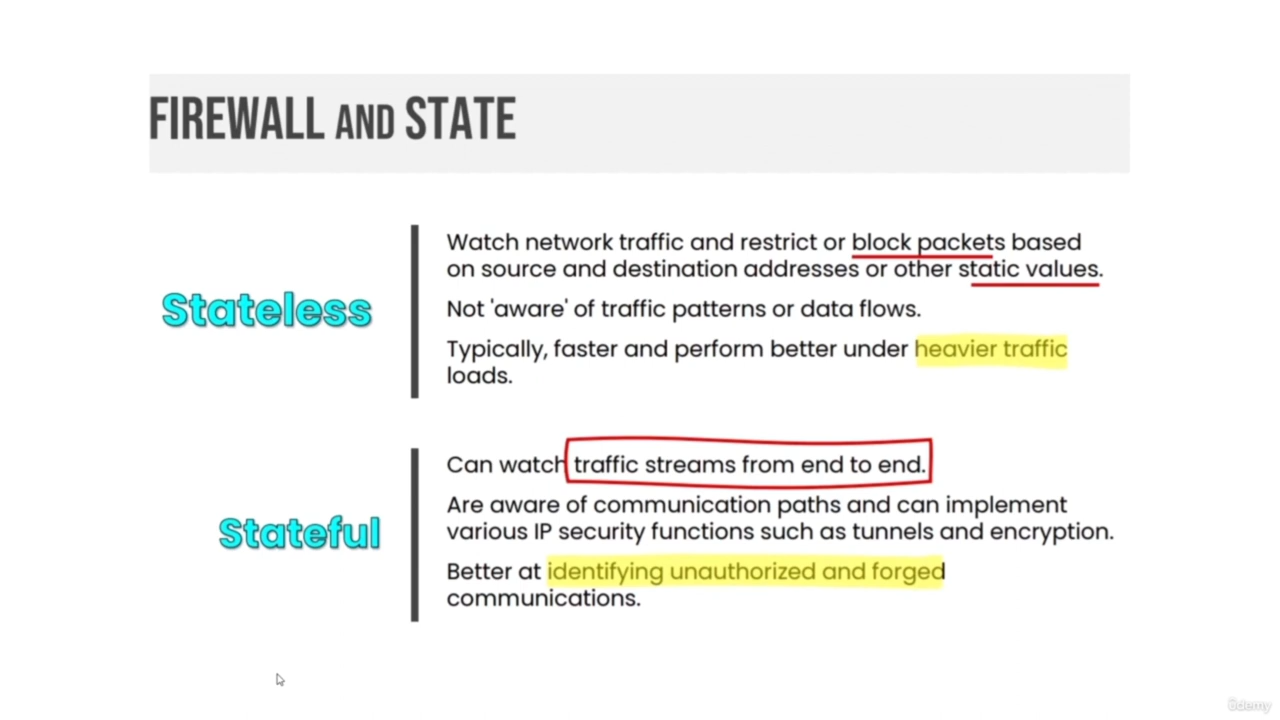 FIREWALL AND STATE
Stateless
Watch network traffic and restrict or block packets based
on source and destination addresses or other static values.
Not 'aware' of traffic patterns or data flows.
Typically, faster and perform better under heavier traffic
loads.
Stateful
Can watch traffic streams from end to end.
Are aware of communication paths and can implement
various IP security functions such as tunnels and encryption.
Better at identifying unauthorized and forged
communications.
ûdemy